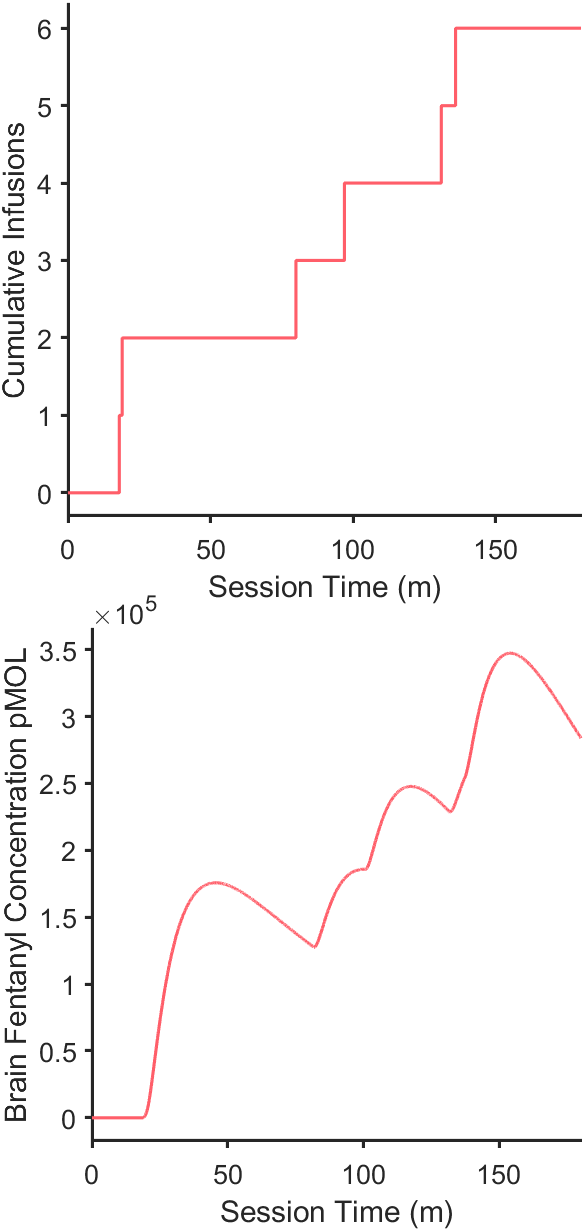 6
5
4
3
2
1
0
Cumulative Infusions
0 50 100 150
Session Time (m)
×10^5
3.5
3
2.5
2
1.5
1
0.5
0
Brain Fentanyl Concentration pMOL
0 50 100 150
Session Time (m)